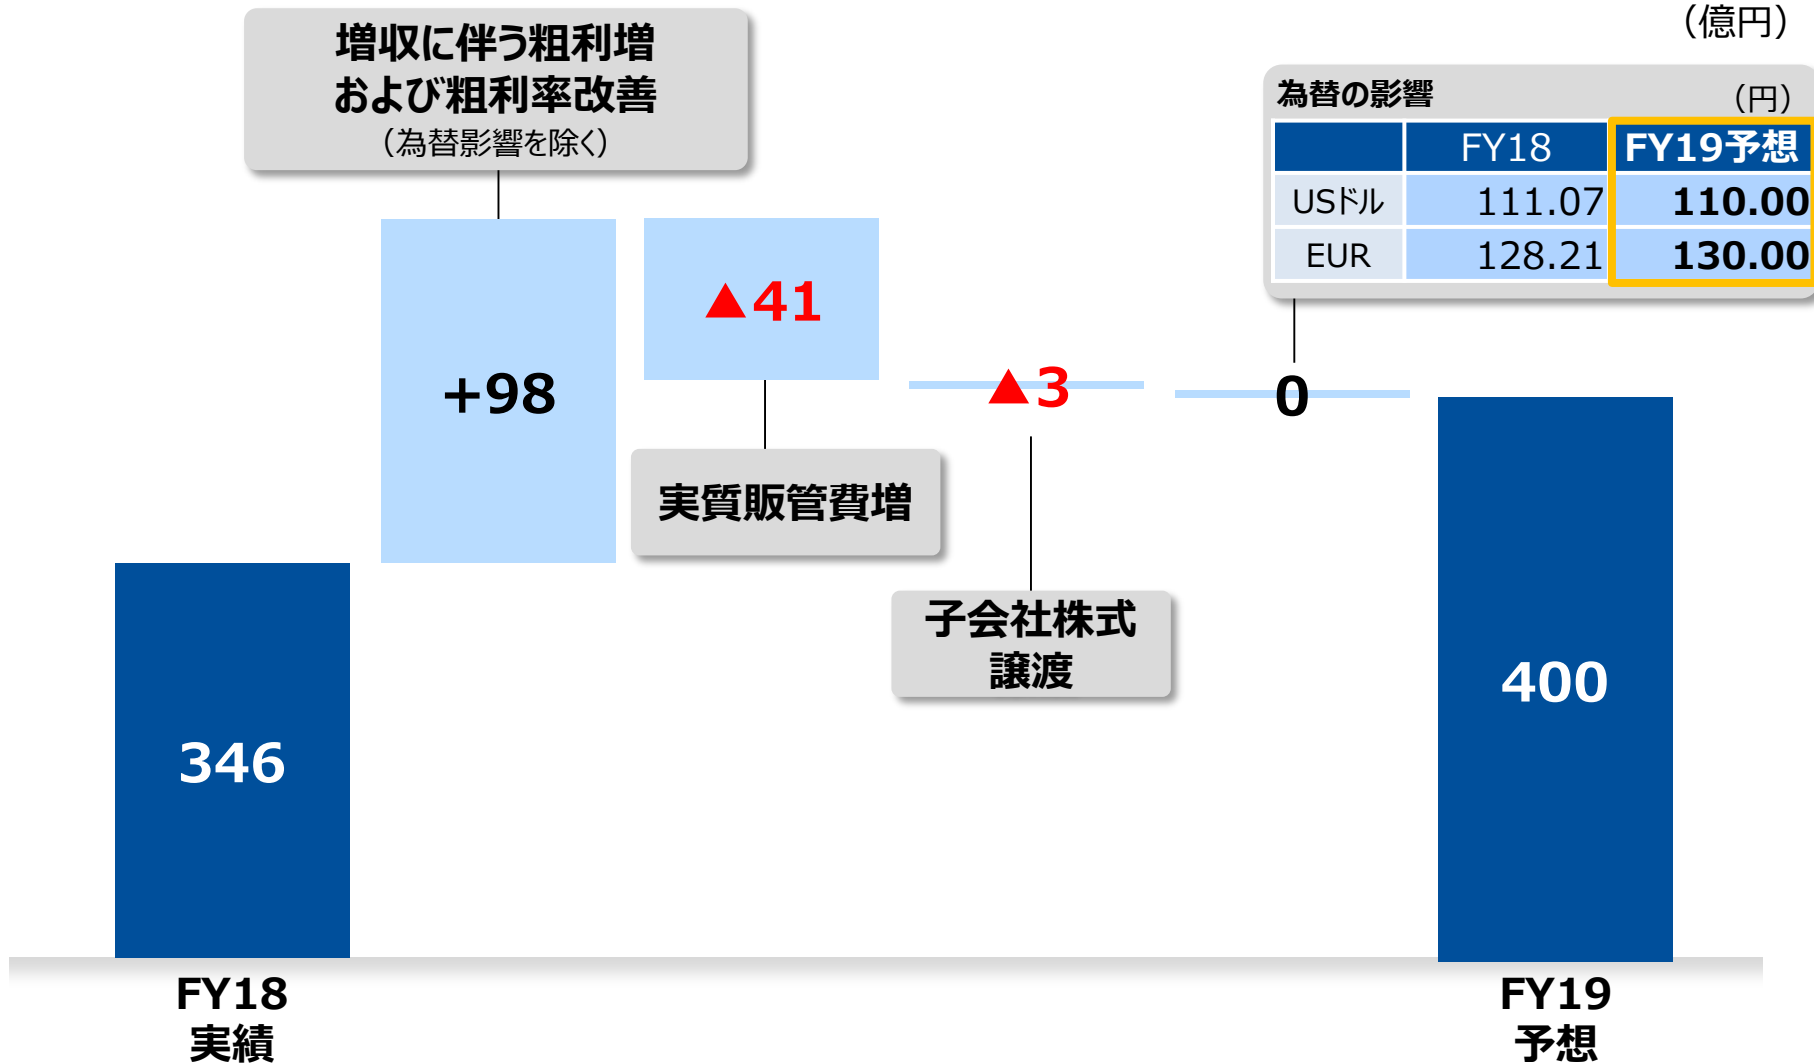 （億円）
増収に伴う粗利増
および粗利率改善
（為替影響を除く）
為替の影響 （円）
FY18 FY19予想
USドル 111.07 110.00
EUR 128.21 130.00
▲41
+98
▲3
0
実質販管費増
子会社株式
譲渡
400
346
FY18
実績
FY19
予想